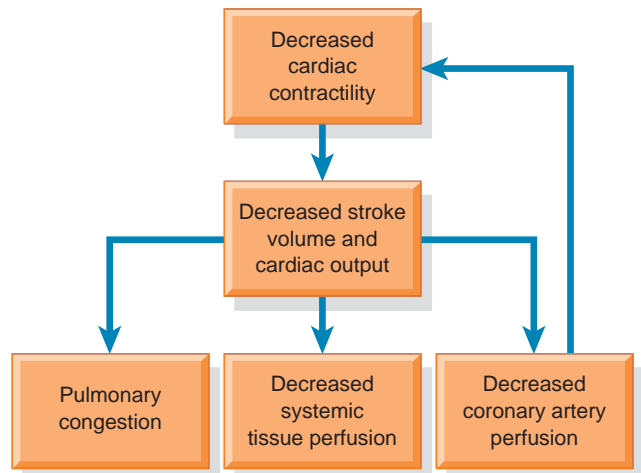 Decreased
cardiac
contractility
Decreased stroke
volume and
cardiac output
Pulmonary
congestion
Decreased
systemic
tissue perfusion
Decreased
coronary artery
perfusion